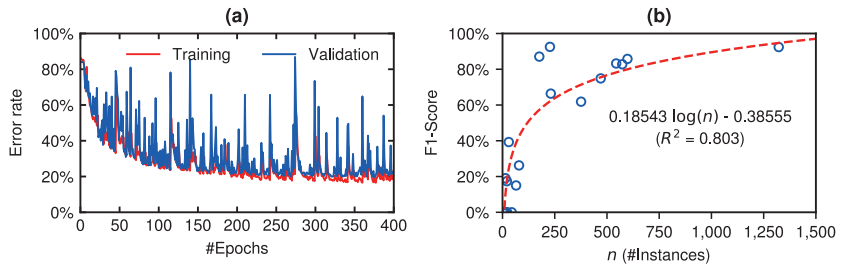 (a)
100%
80%
60%
40%
20%
0%
Error rate
Training
Validation
0
50
100
150
200
250
300
350
400
#Epochs
(b)
100%
80%
60%
40%
20%
0%
F1-Score
0.18543 log(n) - 0.38555
(R² = 0.803)
0
250
500
750
1,000
1,250
1,500
n (#Instances)